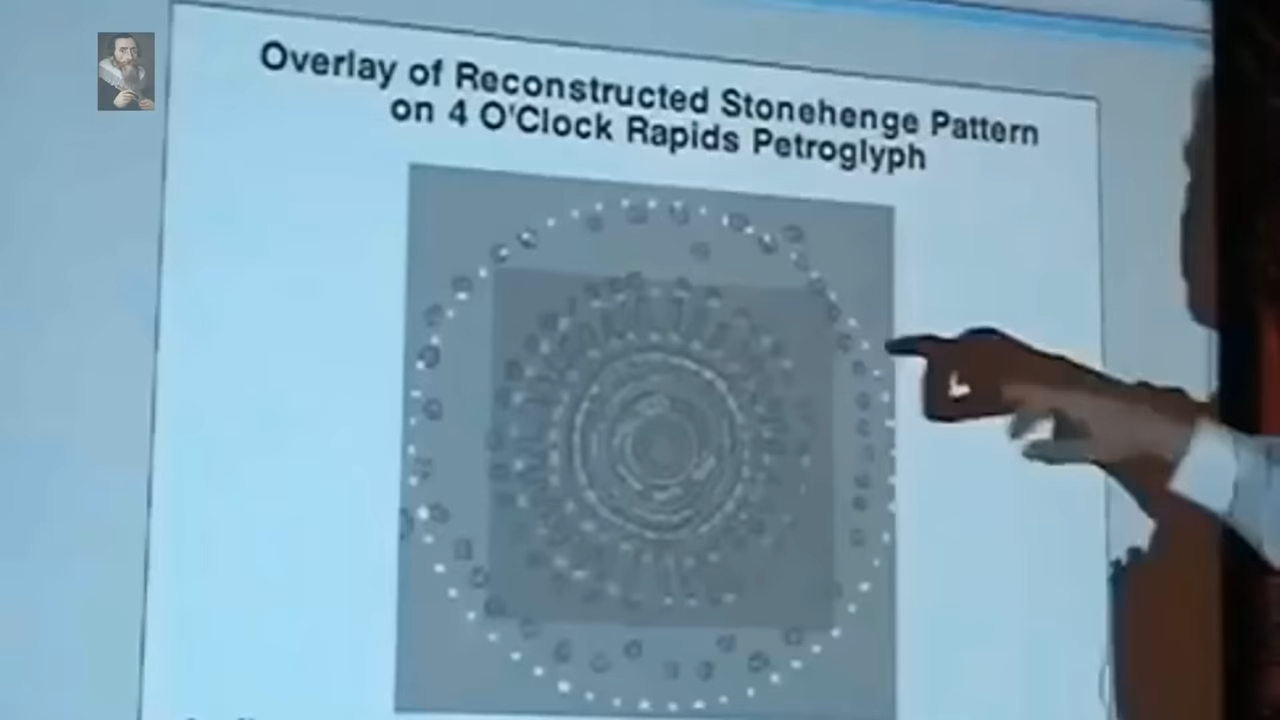 Overlay of Reconstructed Stonehenge Pattern
on 4 O'Clock Rapids Petroglyph